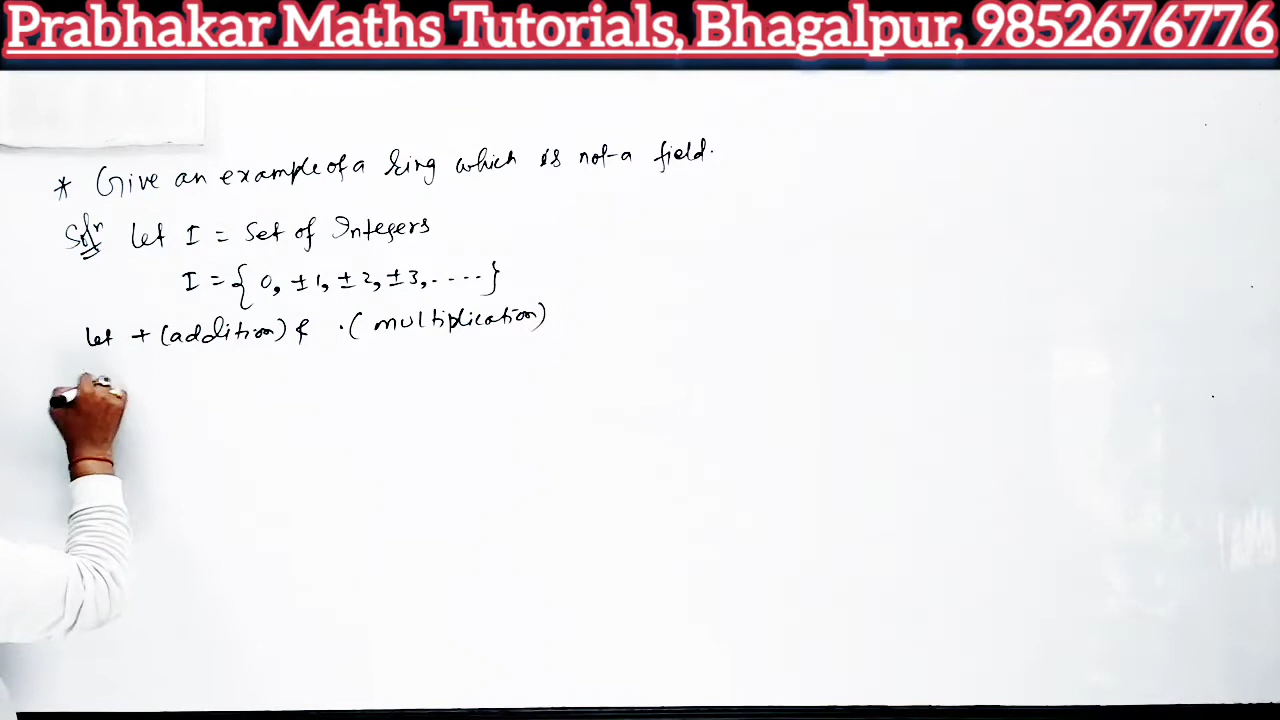 Prabhakar Maths Tutorials, Bhagalpur, 9852676776
* Give an example of a ring which is not a field.
Solⁿ Let I = Set of Integers
I = { 0, ±1, ±2, ±3, ..... }
Let + (addition) & .( multiplication)